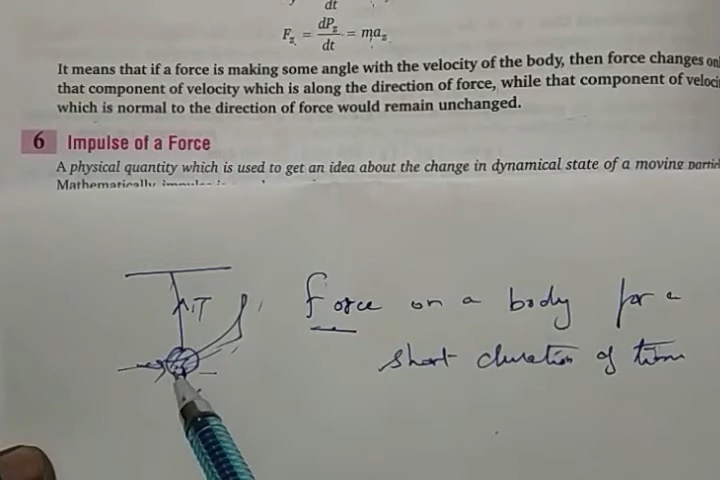 dt
F_z = dP_z/dt = ma_z
It means that if a force is making some angle with the velocity of the body, then force changes
that component of velocity which is along the direction of force, while that component of
which is normal to the direction of force would remain unchanged.
6 Impulse of a Force
A physical quantity which is used to get an idea about the change in dynamical state of a moving
Mathematically
T
Force on a body for a
short duration of time